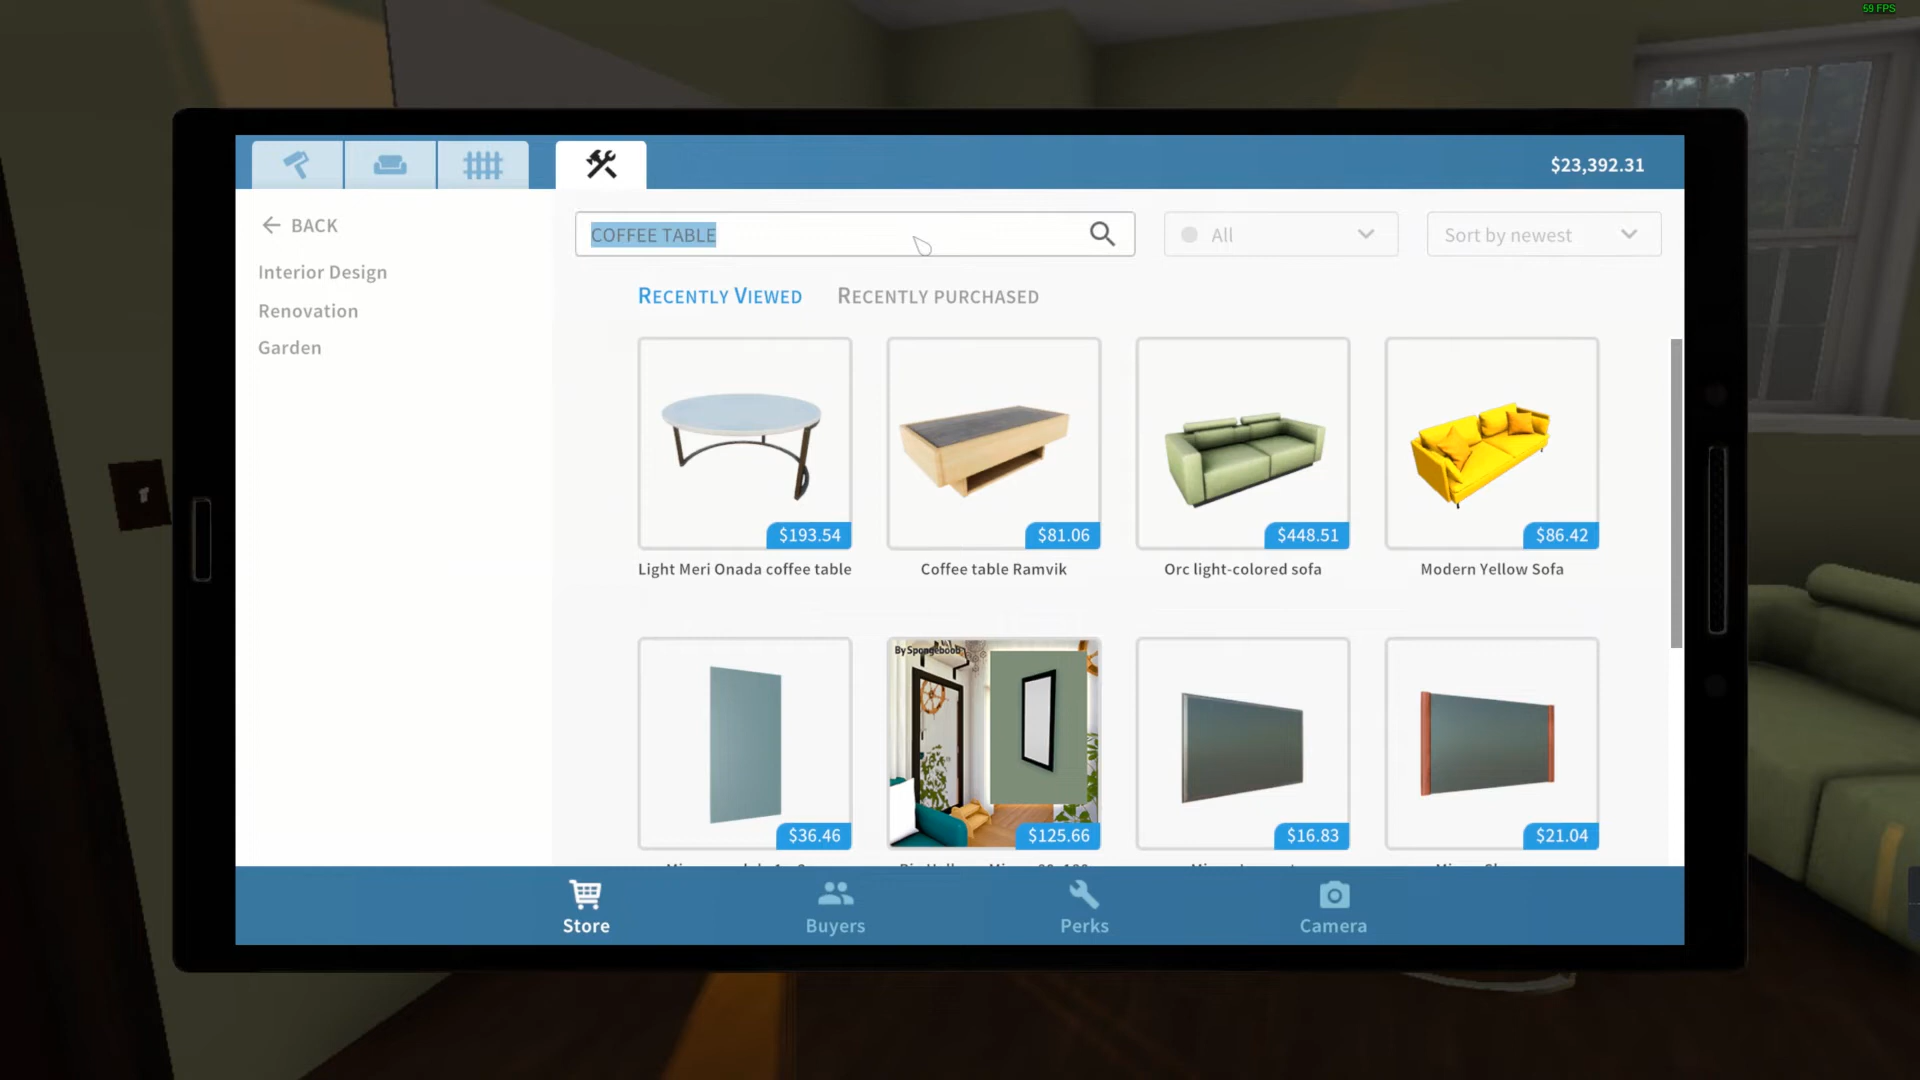 59 FPS
$23,392.31
BACK
COFFEE TABLE
All
Sort by newest
Interior Design
Renovation
Garden
RECENTLY VIEWED
RECENTLY PURCHASED
$193.54
$81.06
$448.51
$86.42
Light Meri Onada coffee table
Coffee table Ramvik
Orc light-colored sofa
Modern Yellow Sofa
By Spongeboob
$36.46
$125.66
$16.83
$21.04
Store
Buyers
Perks
Camera